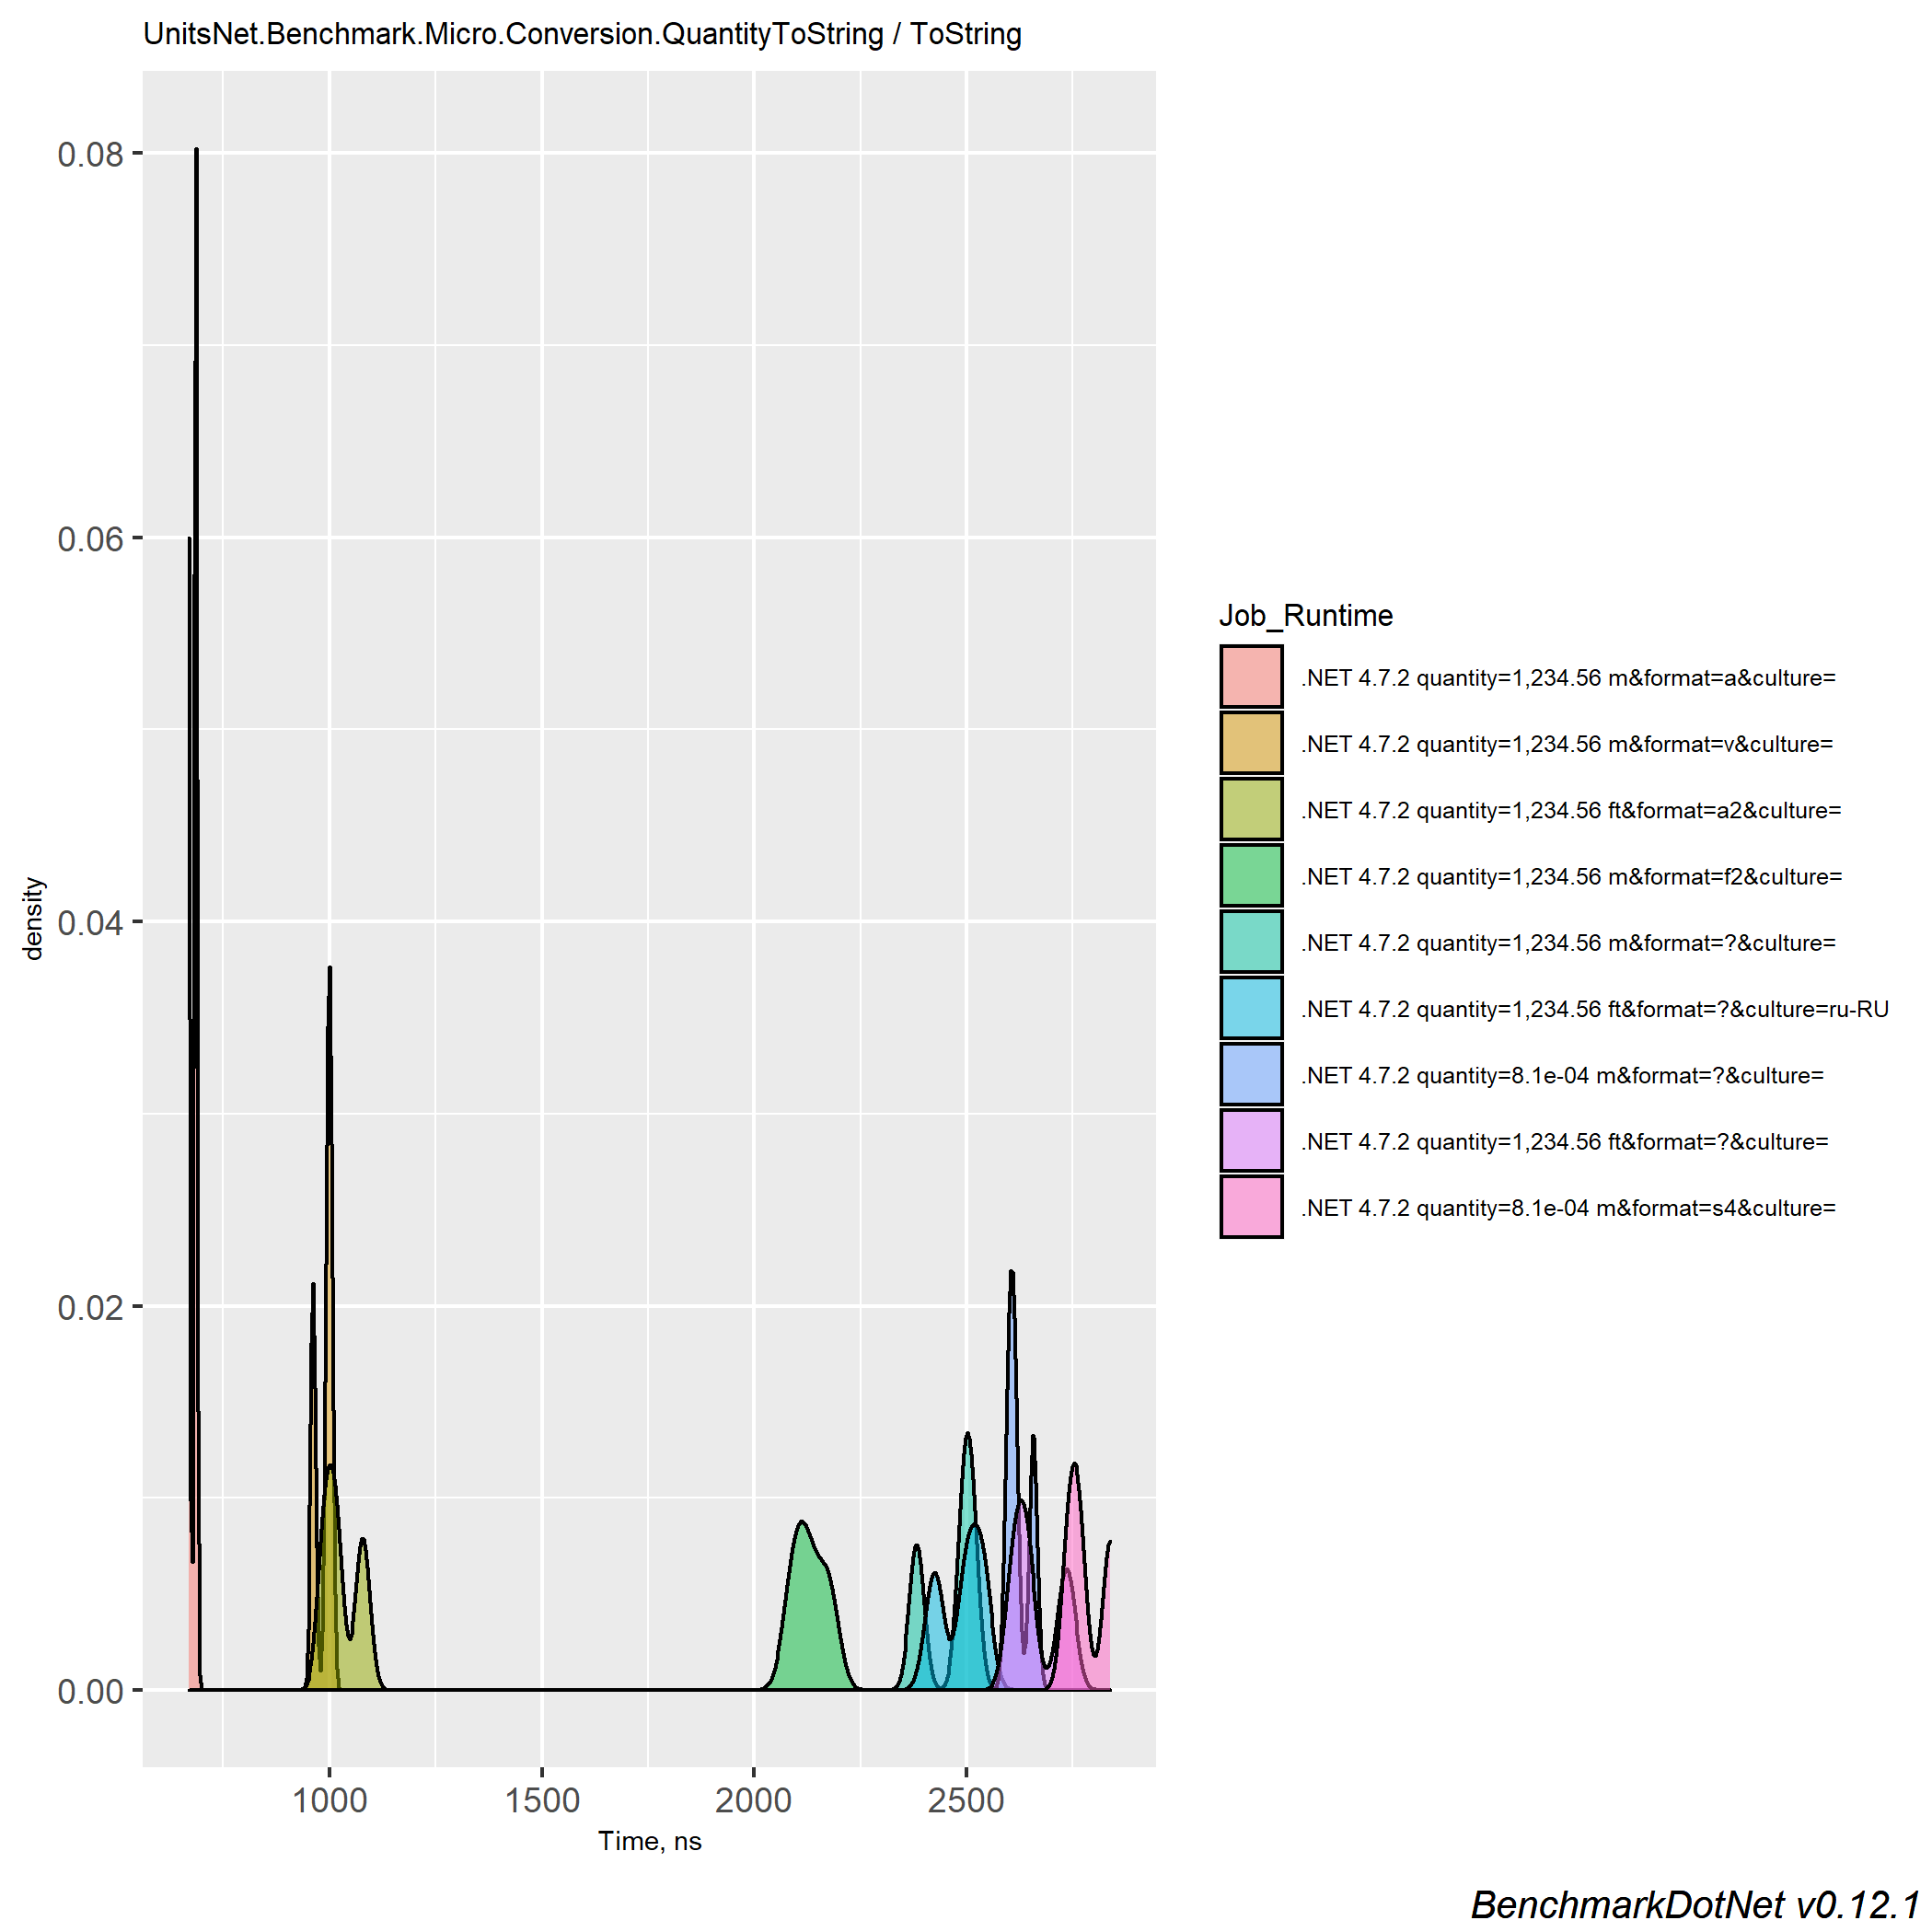 UnitsNet.Benchmark.Micro.Conversion.QuantityToString / ToString
0.08
0.06
0.04
0.02
0.00
density
1000 1500 2000 2500
Time, ns
Job_Runtime
.NET 4.7.2 quantity=1,234.56 m&format=a&culture=
.NET 4.7.2 quantity=1,234.56 m&format=v&culture=
.NET 4.7.2 quantity=1,234.56 ft&format=a2&culture=
.NET 4.7.2 quantity=1,234.56 m&format=f2&culture=
.NET 4.7.2 quantity=1,234.56 m&format=?&culture=
.NET 4.7.2 quantity=1,234.56 ft&format=?&culture=ru-RU
.NET 4.7.2 quantity=8.1e-04 m&format=?&culture=
.NET 4.7.2 quantity=1,234.56 ft&format=?&culture=
.NET 4.7.2 quantity=8.1e-04 m&format=s4&culture=
BenchmarkDotNet v0.12.1